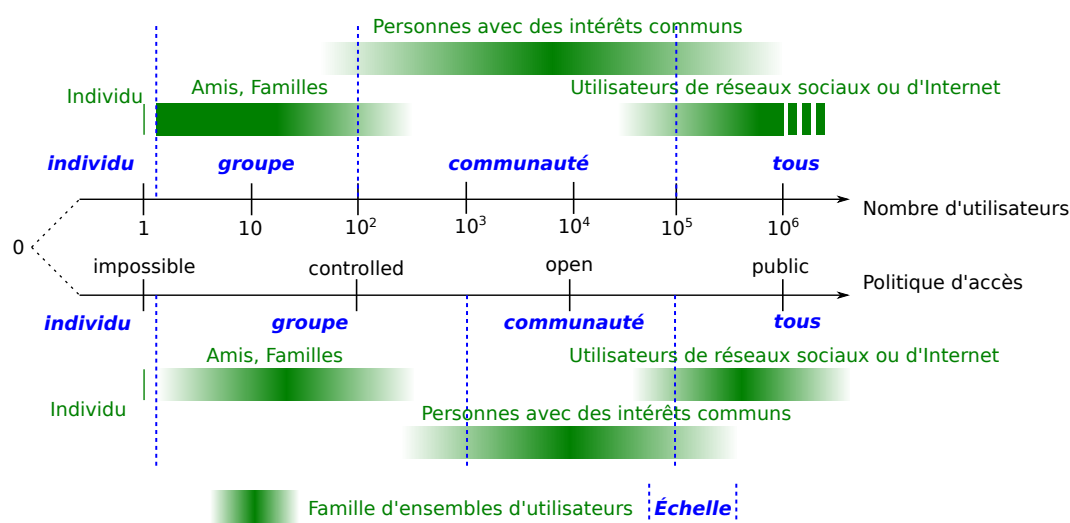 Personnes avec des intérêts communs
Individu
Amis, Familles
Utilisateurs de réseaux sociaux ou d'Internet
individu
groupe
communauté
tous
1
10
10²
10³
10⁴
10⁵
10⁶
Nombre d'utilisateurs
0
impossible
controlled
open
public
Politique d'accès
individu
groupe
communauté
tous
Amis, Familles
Utilisateurs de réseaux sociaux ou d'Internet
Individu
Personnes avec des intérêts communs
Famille d'ensembles d'utilisateurs
Échelle